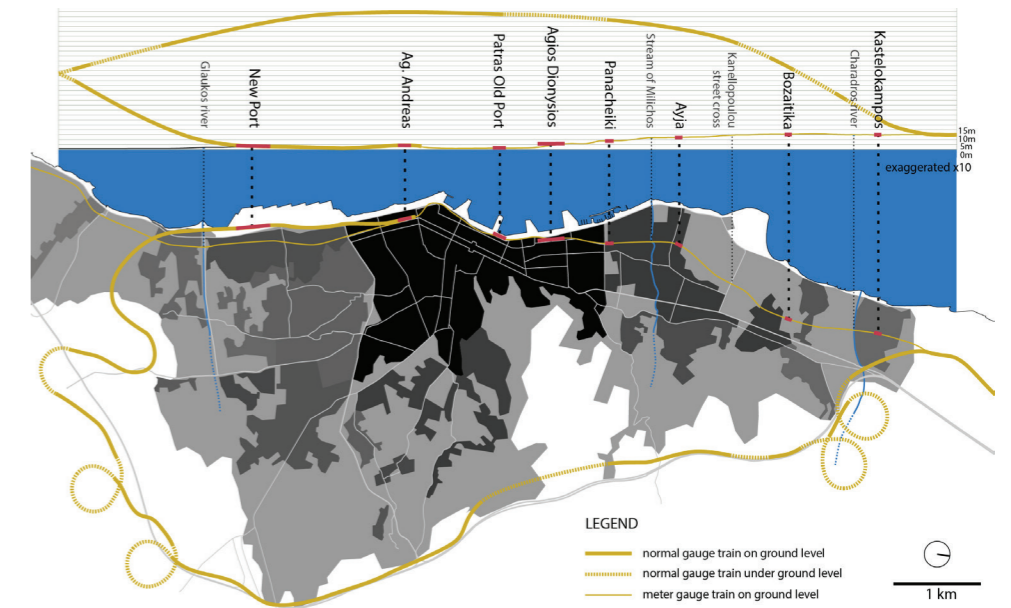 Glaukos river
New Port
Ag. Andreas
Patras Old Port
Agios Dionysios
Panacheiki
Stream of Milichos
Ayja
Kanellopoulou
street cross
Bozaitika
Charadros river
Kastelokampos
15m
10m
5m
0m
exaggerated x10
LEGEND
normal gauge train on ground level
normal gauge train under ground level
meter gauge train on ground level
1 km